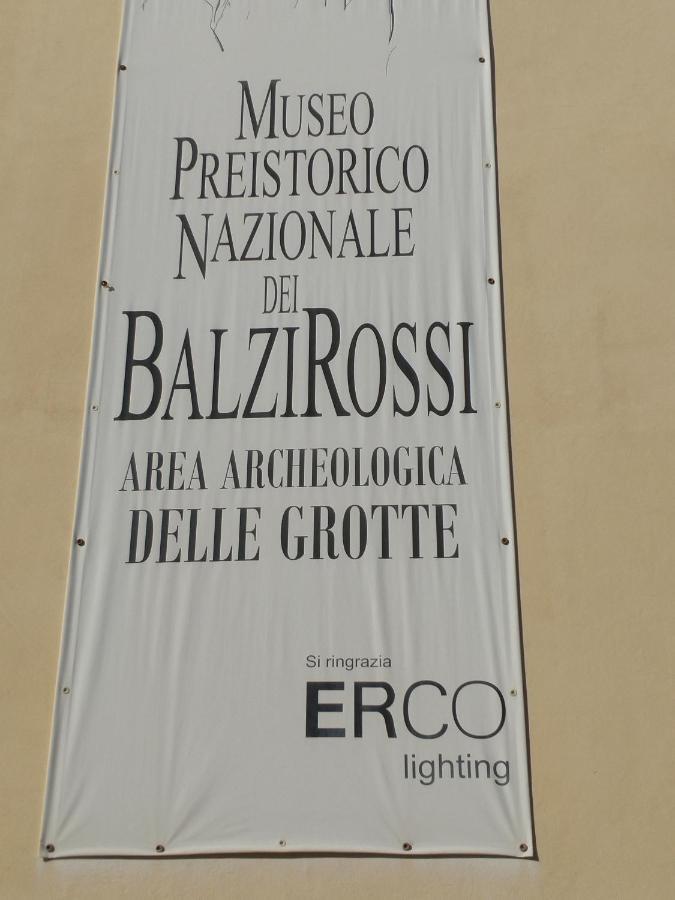 MUSEO
PREISTORICO
NAZIONALE
DEI
BALZIROSSI
AREA ARCHEOLOGICA
DELLE GROTTE
Si ringrazia
ERCO
lighting